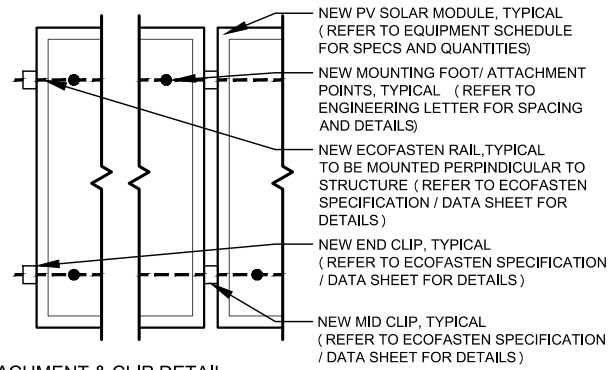 NEW PV SOLAR MODULE, TYPICAL
( REFER TO EQUIPMENT SCHEDULE
FOR SPECS AND QUANTITIES)
NEW MOUNTING FOOT/ ATTACHMENT
POINTS, TYPICAL ( REFER TO
ENGINEERING LETTER FOR SPACING
AND DETAILS)
NEW ECOFASTEN RAIL,TYPICAL
TO BE MOUNTED PERPINDICULAR TO
STRUCTURE ( REFER TO ECOFASTEN
SPECIFICATION / DATA SHEET FOR
DETAILS )
NEW END CLIP, TYPICAL
( REFER TO ECOFASTEN SPECIFICATION
/ DATA SHEET FOR DETAILS )
NEW MID CLIP, TYPICAL
( REFER TO ECOFASTEN SPECIFICATION
/ DATA SHEET FOR DETAILS )
& CLIP DETAIL